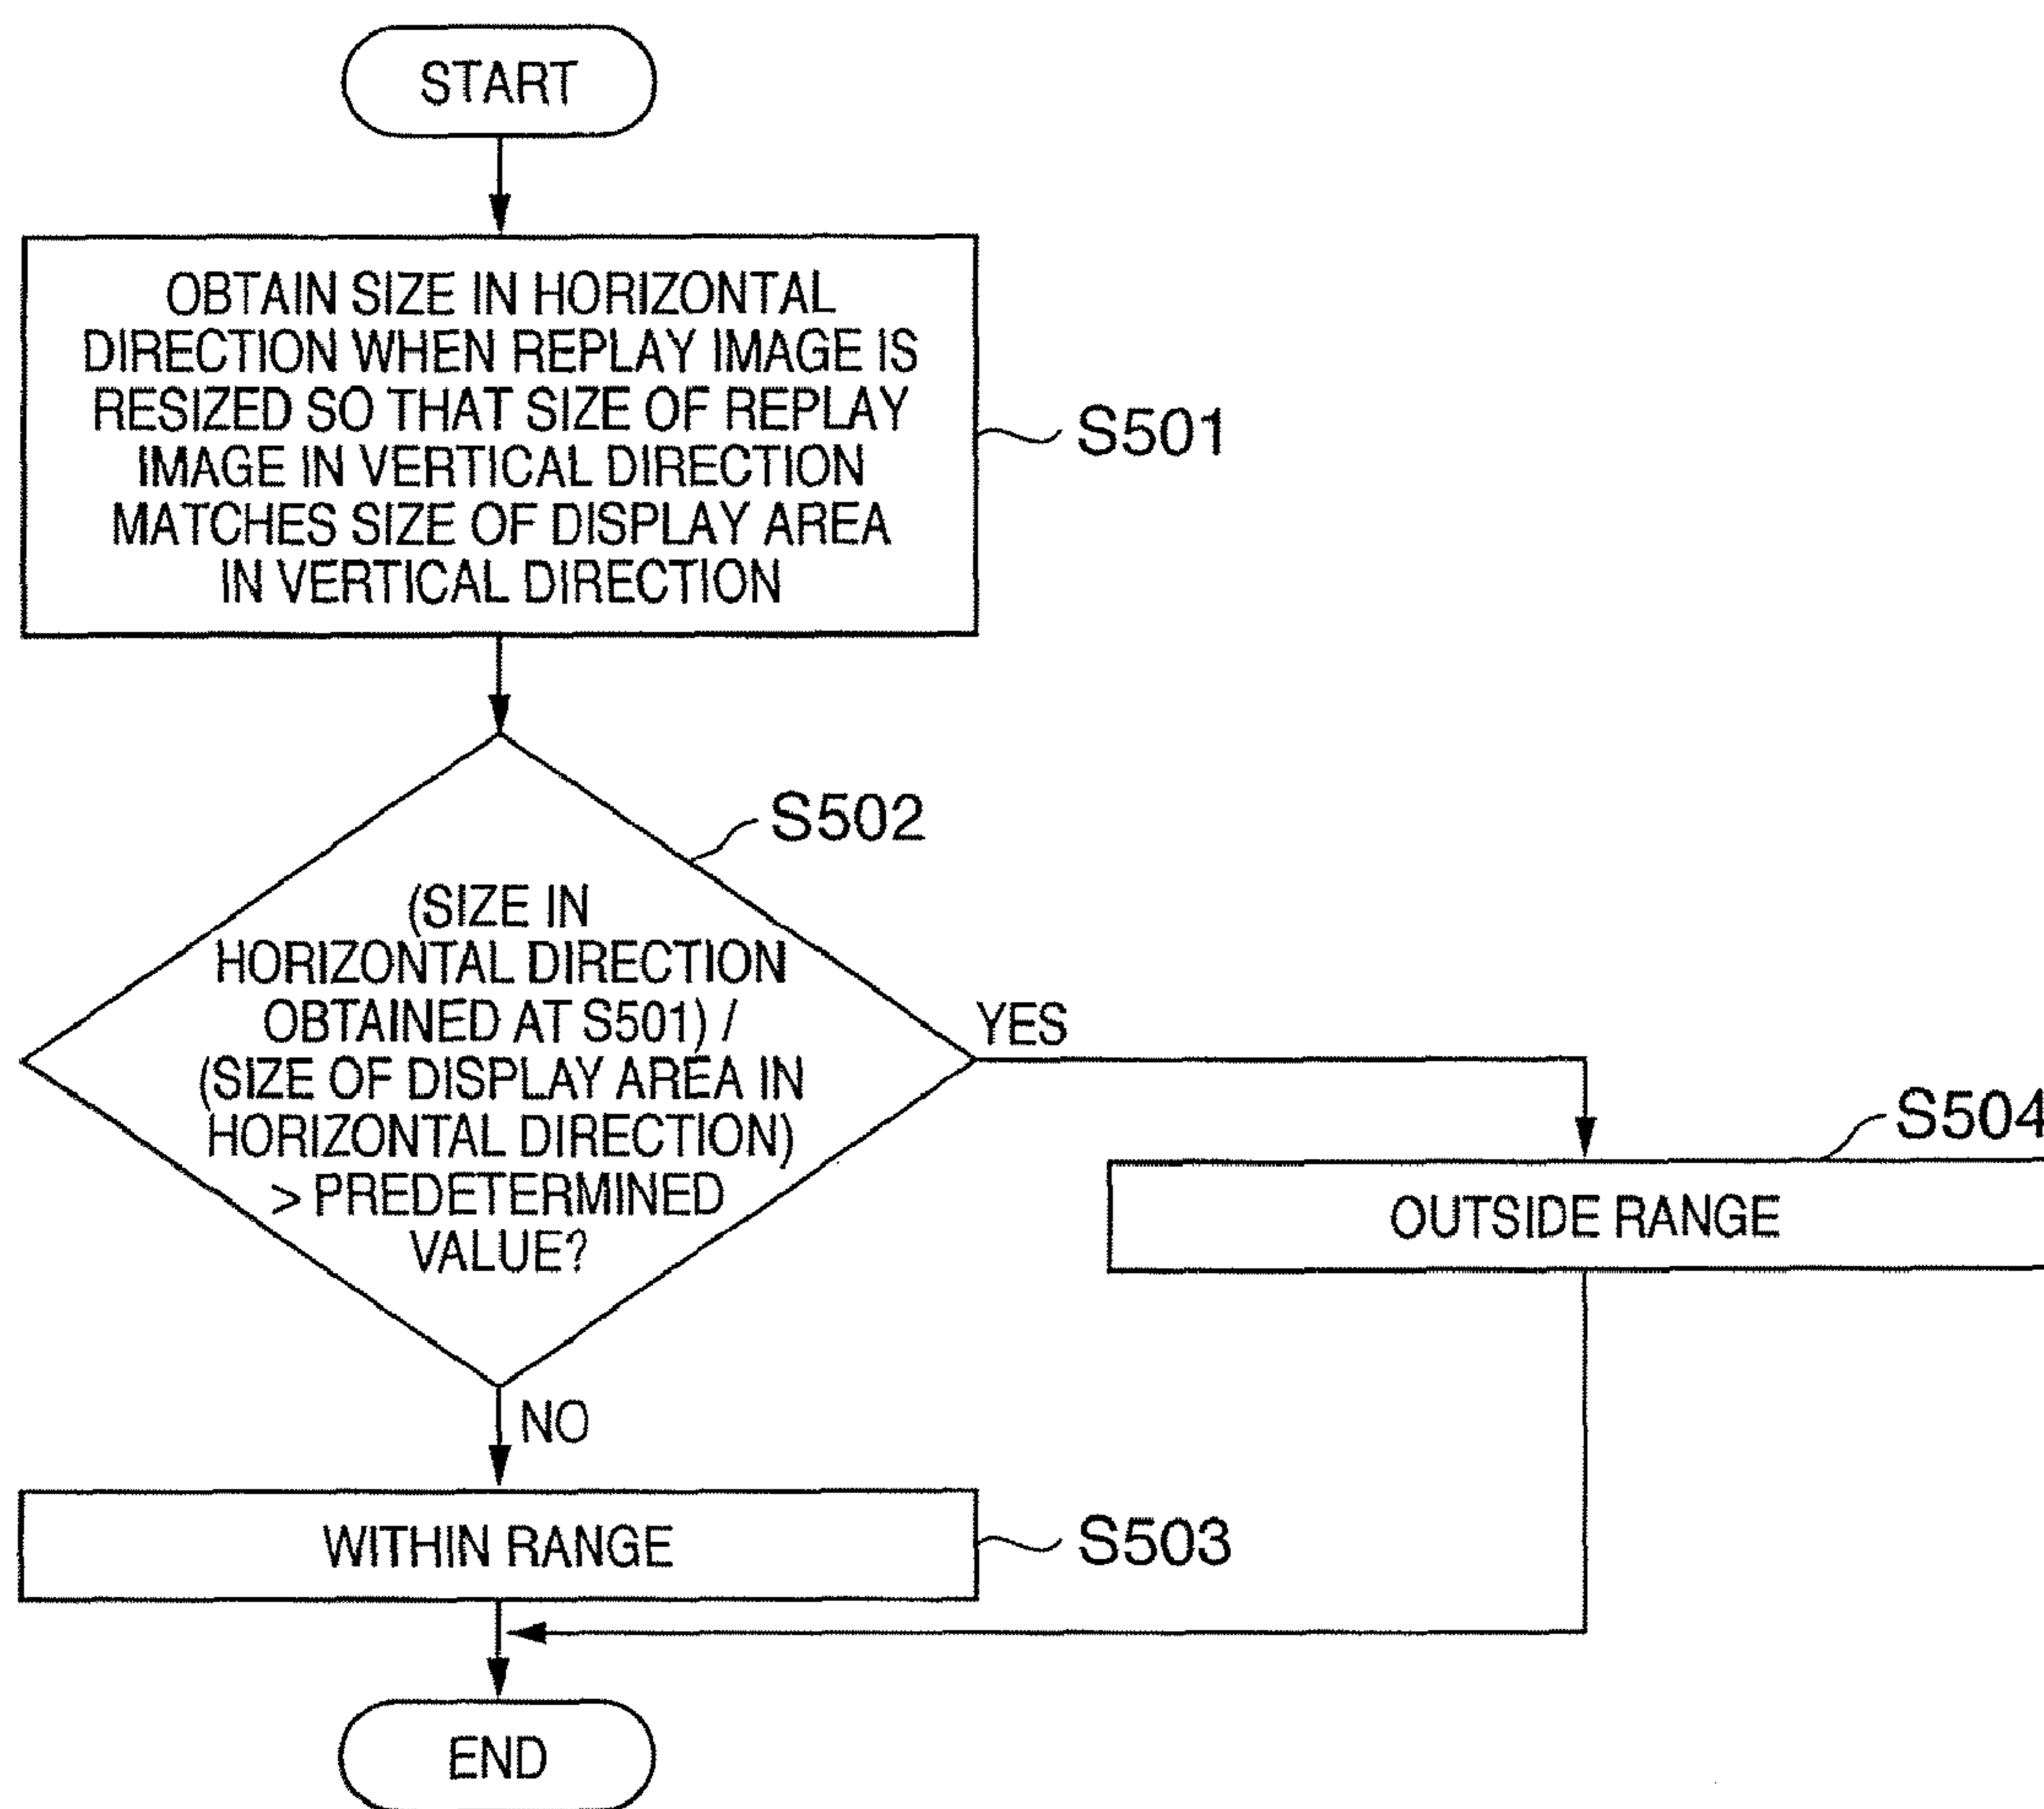 START
OBTAIN SIZE IN HORIZONTAL
DIRECTION WHEN REPLAY IMAGE IS
RESIZED SO THAT SIZE OF REPLAY
IMAGE IN VERTICAL DIRECTION
MATCHES SIZE OF DISPLAY AREA
IN VERTICAL DIRECTION
S501
S502
(SIZE IN
HORIZONTAL DIRECTION
OBTAINED AT S501) /
(SIZE OF DISPLAY AREA IN
HORIZONTAL DIRECTION)
> PREDETERMINED
VALUE?
YES
S504
OUTSIDE RANGE
NO
WITHIN RANGE
S503
END